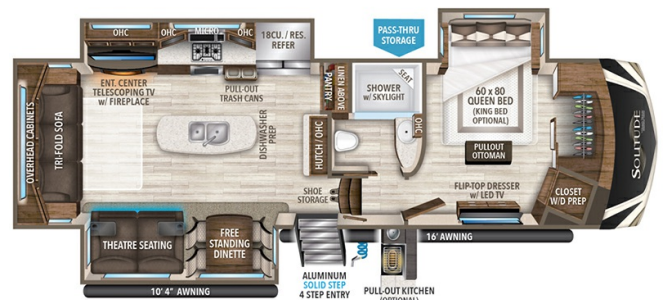 OHC
MICRO
OHC
18CU. / RES.
REFER
PASS-THRU
STORAGE
ENT. CENTER
TELESCOPING TV
w/ FIREPLACE
PULL-OUT
TRASH CANS
PANTRY
LINEN ABOVE
SHOWER
w/ SKYLIGHT
SEAT
60 x 80
QUEEN BED
(KING BED
OPTIONAL)
OVERHEAD CABINETS
TRI-FOLD SOFA
DISHWASHER
PREP
HUTCH / OHC
OHC
PULLOUT
OTTOMAN
SOLITUDE
SHOE
STORAGE
FLIP-TOP DRESSER
w/ LED TV
CLOSET
W/D PREP
THEATRE SEATING
FREE
STANDING
DINETTE
16' AWNING
10' 4" AWNING
ALUMINUM
SOLID STEP
4 STEP ENTRY
PULL-OUT KITCHEN
(OPTIONAL)